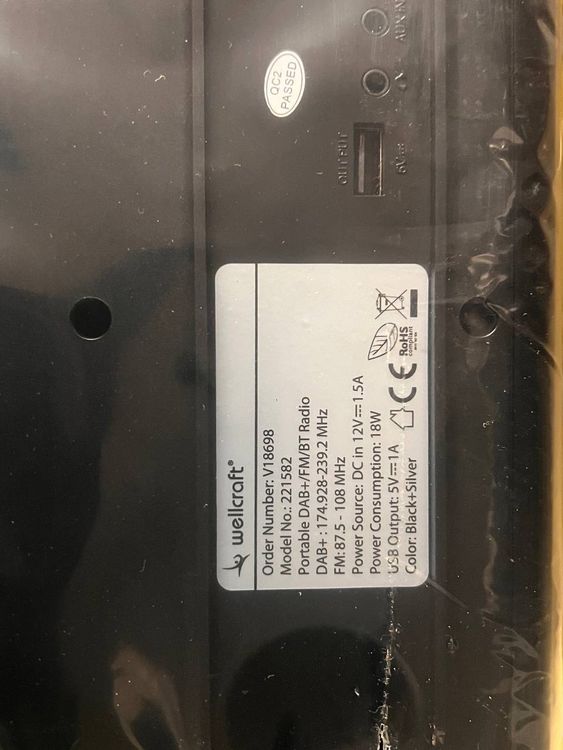 wellcraft®
Order Number: V18698
Model No.: 221582
Portable DAB+/FM/BT Radio
DAB+ : 174.928-239.2 MHz
FM: 87.5 - 108 MHz
Power Source: DC in 12V⎓1.5A
Power Consumption: 18W
USB Output: 5V⎓1A
Color: Black+Silver
CE
RoHS
compliant
QC2
PASSED
OUTPUT
5V⎓
AUX IN